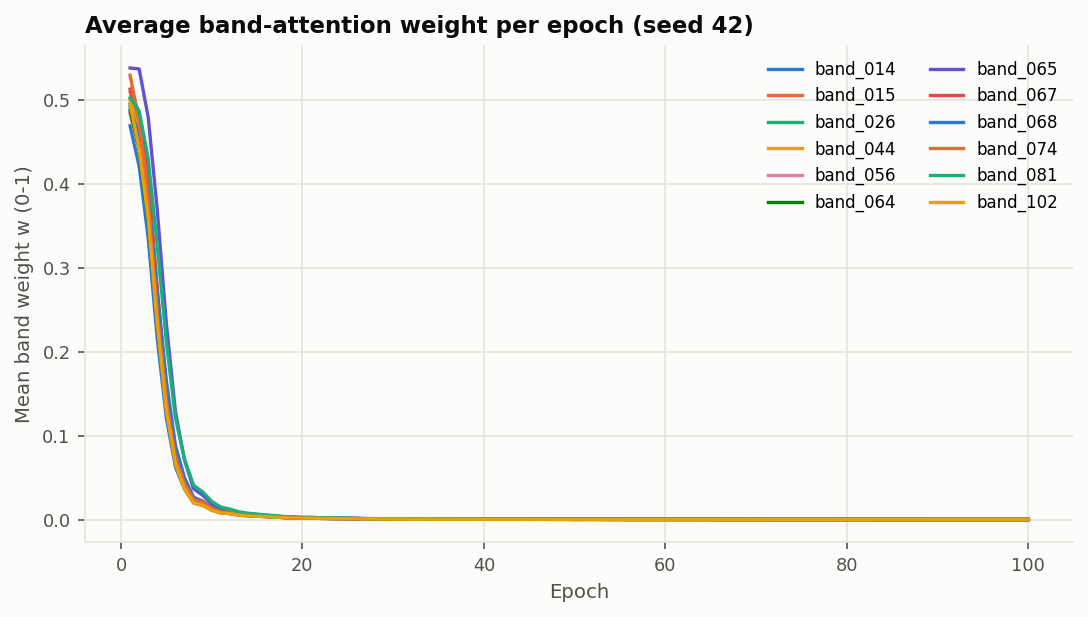 Average band-attention weight per epoch (seed 42)
band_014
band_015
band_026
band_044
band_056
band_064
band_065
band_067
band_068
band_074
band_081
band_102
Mean band weight w (0-1)
0.5
0.4
0.3
0.2
0.1
0.0
0 20 40 60 80 100
Epoch